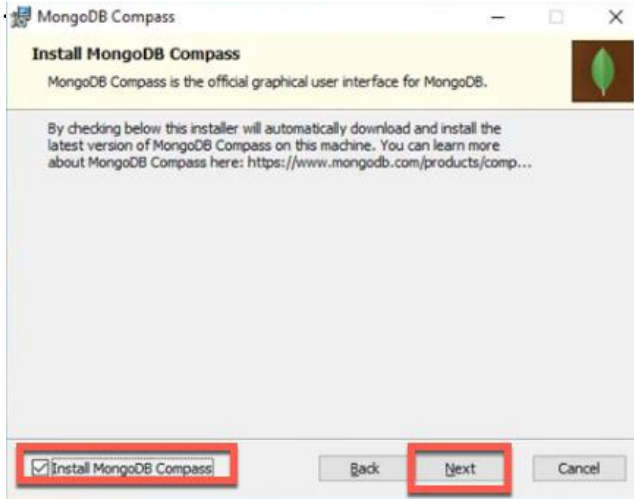 MongoDB Compass
Install MongoDB Compass
MongoDB Compass is the official graphical user interface for MongoDB.
By checking below this installer will automatically download and install the
latest version of MongoDB Compass on this machine. You can learn more
about MongoDB Compass here: https://www.mongodb.com/products/comp...
Install MongoDB Compass
Back
Next
Cancel